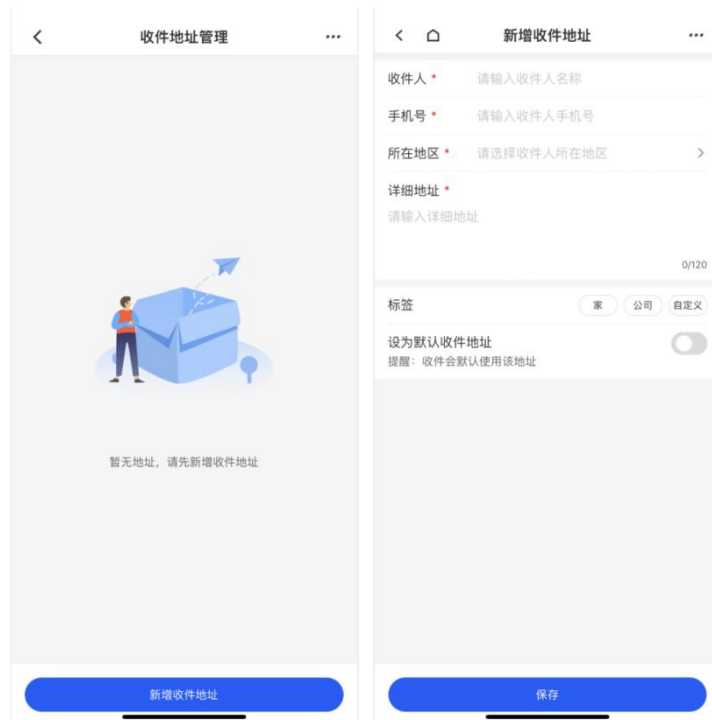 收件地址管理
暂无地址，请先新增收件地址
新增收件地址
新增收件地址
收件人 * 请输入收件人名称
手机号 * 请输入收件人手机号
所在地区 * 请选择收件人所在地区
详细地址 *
请输入详细地址
0/120
标签 家 公司 自定义
设为默认收件地址
提醒：收件会默认使用该地址
保存